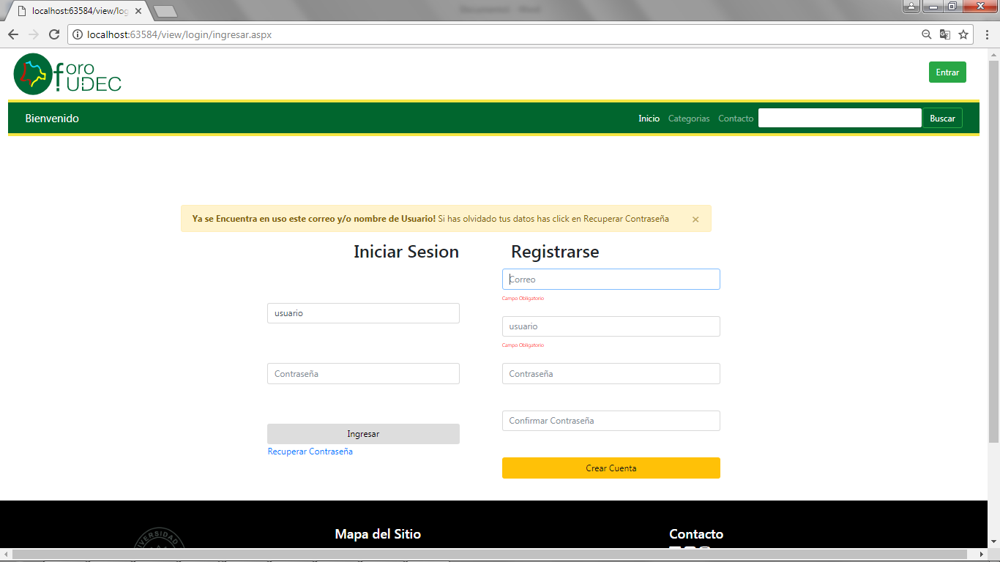 localhost:63584/view/log
localhost:63584/view/login/ingresar.aspx
foro
UDEC
Entrar
Bienvenido
Inicio
Categorias
Contacto
Buscar
Ya se Encuentra en uso este correo y/o nombre de Usuario! Si has olvidado tus datos has click en Recuperar Contraseña ×
Iniciar Sesion
usuario
Contraseña
Ingresar
Recuperar Contraseña
Registrarse
Correo
Campo Obligatorio
usuario
Campo Obligatorio
Contraseña
Confirmar Contraseña
Crear Cuenta
VERSIDAD
Mapa del Sitio
Contacto